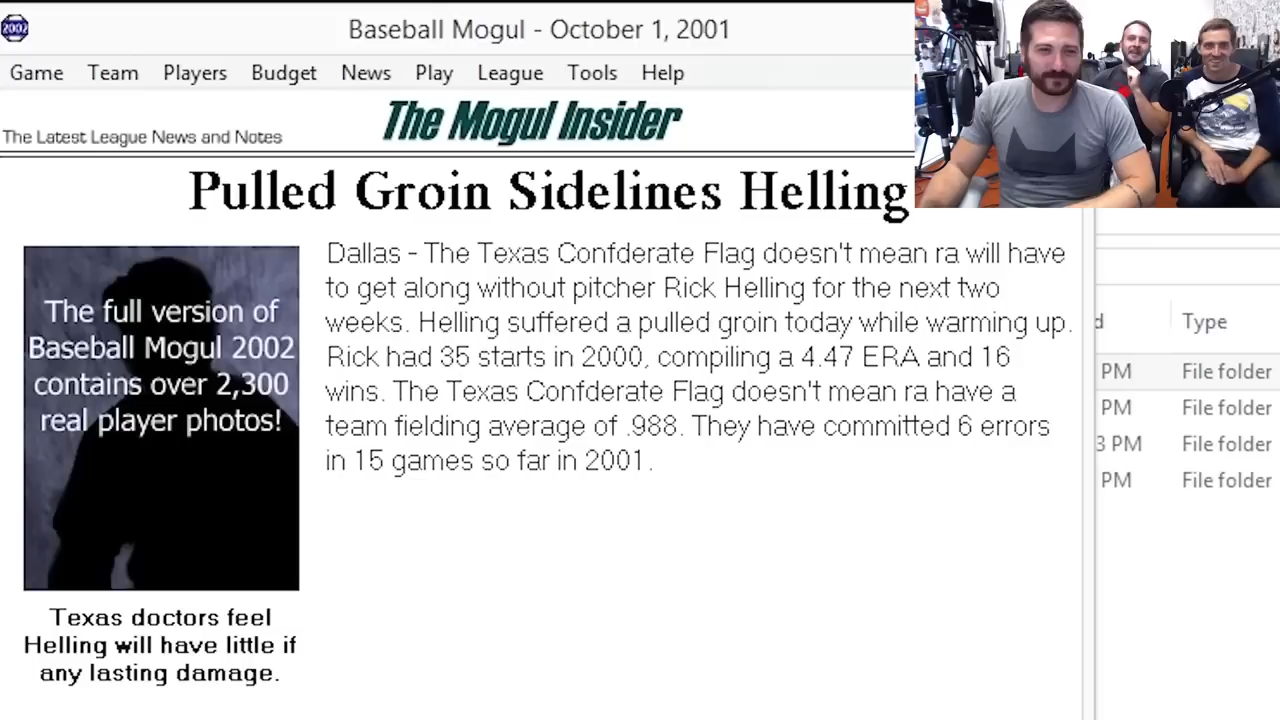 2002
Baseball Mogul - October 1, 2001
Game Team Players Budget News Play League Tools Help
The Latest League News and Notes
The Mogul Insider
Pulled Groin Sidelines Helling
The full version of
Baseball Mogul 2002
contains over 2,300
real player photos!
Texas doctors feel
Helling will have little if
any lasting damage.
Dallas - The Texas Confderate Flag doesn't mean ra will have
to get along without pitcher Rick Helling for the next two
weeks. Helling suffered a pulled groin today while warming up.
Rick had 35 starts in 2000, compiling a 4.47 ERA and 16
wins. The Texas Confderate Flag doesn't mean ra have a
team fielding average of .988. They have committed 6 errors
in 15 games so far in 2001.
d Type
PM File folder
PM File folder
3 PM File folder
PM File folder